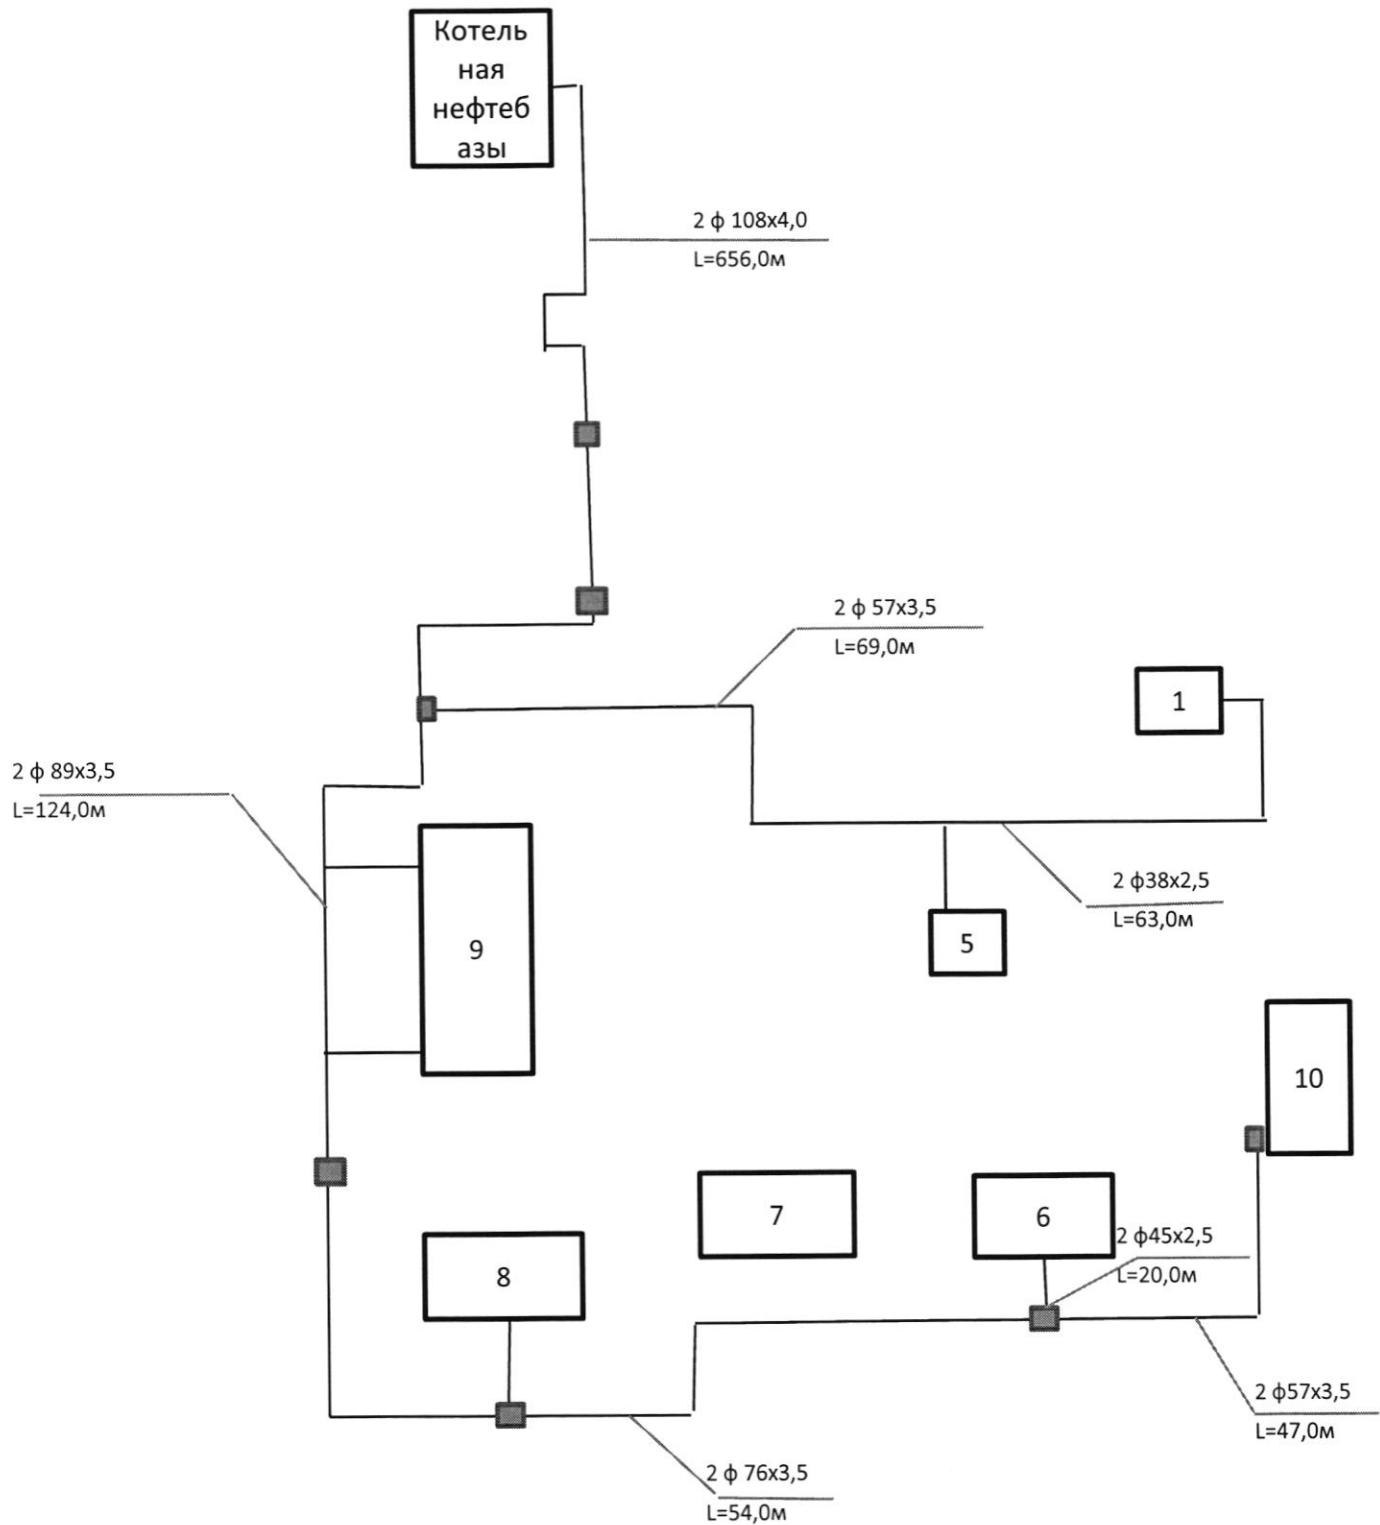 Котель
ная
нефтеб
азы
2 ф 108х4,0
L=656,0м
2 ф 57х3,5
L=69,0м
1
2 ф 89х3,5
L=124,0м
2 ф38х2,5
L=63,0м
9
5
10
7
6
2 ф45х2,5
L=20,0м
8
2 ф57х3,5
L=47,0м
2 ф 76х3,5
L=54,0м